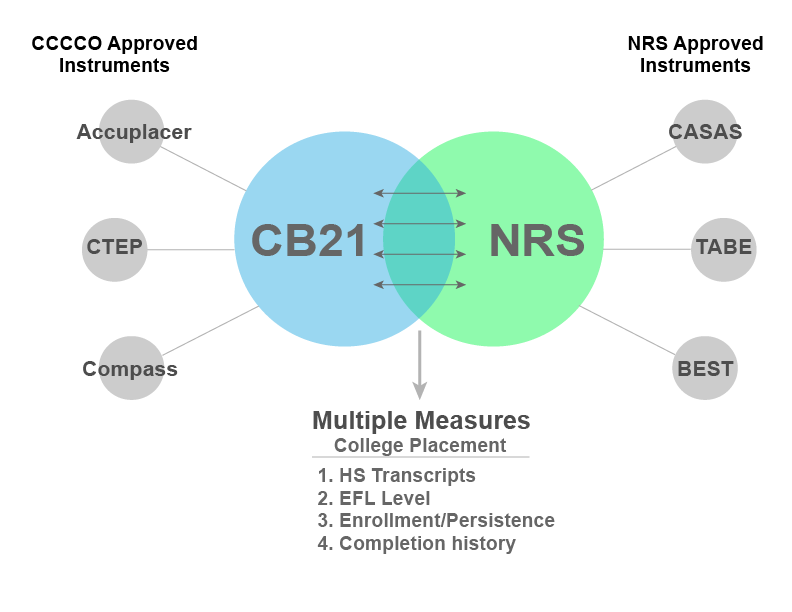 CCCCO Approved
Instruments
NRS Approved
Instruments
Accuplacer
CASAS
CB21
NRS
CTEP
TABE
Compass
BEST
Multiple Measures
College Placement
1. HS Transcripts
2. EFL Level
3. Enrollment/Persistence
4. Completion history